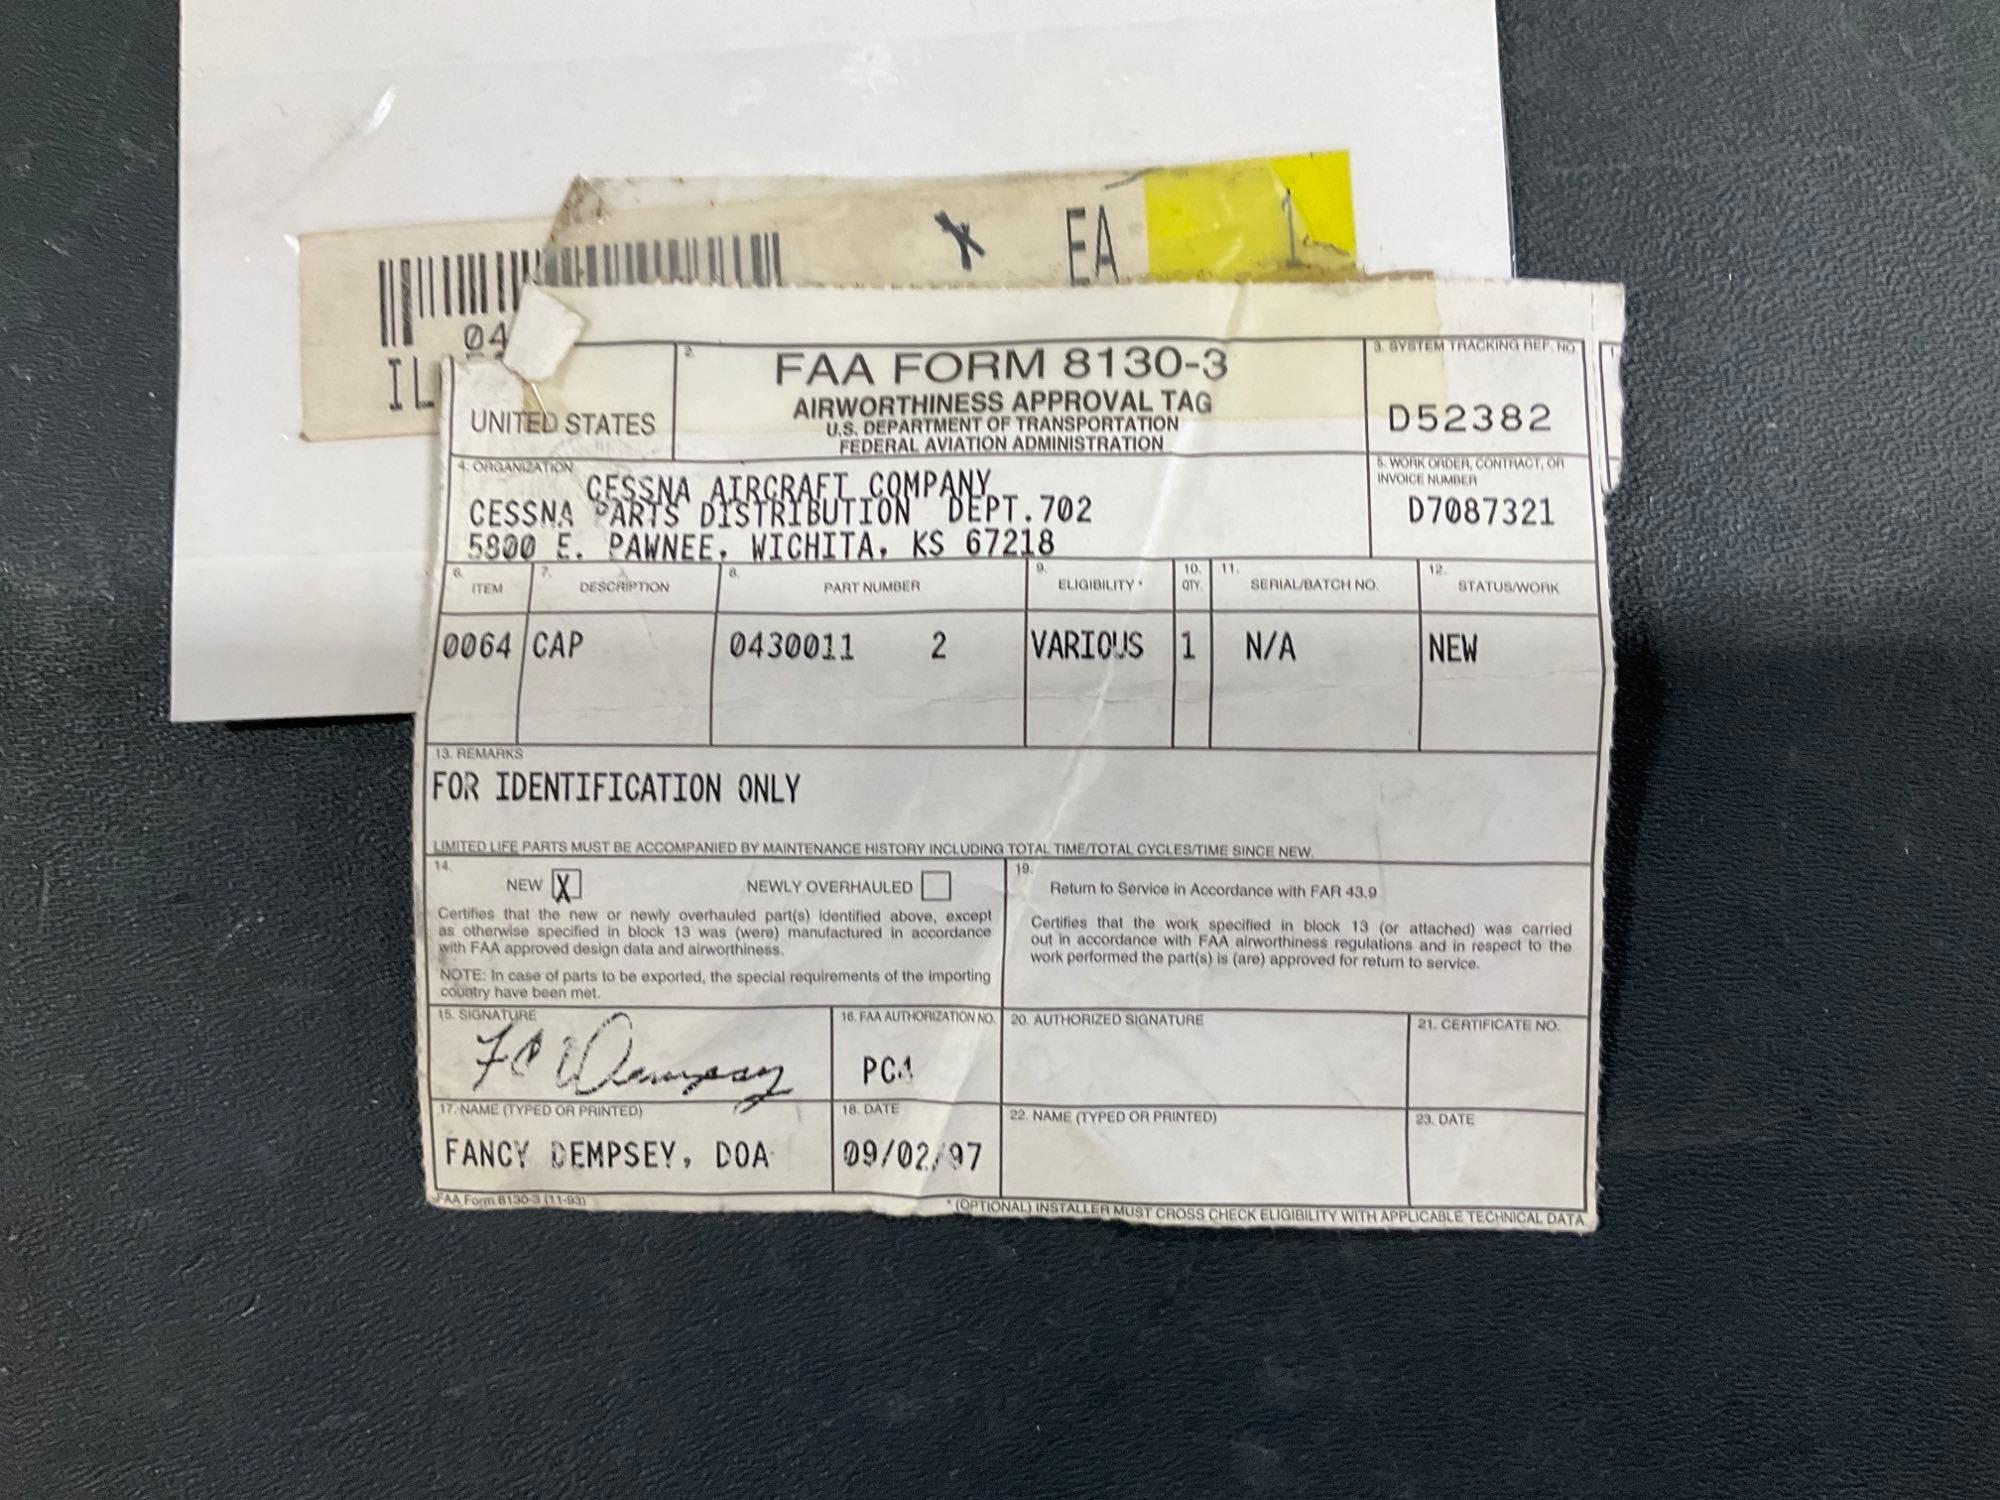 EA
1
04
IL
UNITED STATES
2.
FAA FORM 8130-3
AIRWORTHINESS APPROVAL TAG
U.S. DEPARTMENT OF TRANSPORTATION
FEDERAL AVIATION ADMINISTRATION
3. SYSTEM TRACKING REF. NO.
D52382
4. ORGANIZATION
CESSNA AIRCRAFT COMPANY
CESSNA PARTS DISTRIBUTION DEPT.702
5800 E. PAWNEE, WICHITA, KS 67218
5. WORK ORDER, CONTRACT, OR
INVOICE NUMBER
D7087321
6. ITEM 7. DESCRIPTION 8. PART NUMBER 9. ELIGIBILITY * 10. QTY. 11. SERIAL/BATCH NO. 12. STATUS/WORK
0064 CAP 0430011 2 VARIOUS 1 N/A NEW
13. REMARKS
FOR IDENTIFICATION ONLY
LIMITED LIFE PARTS MUST BE ACCOMPANIED BY MAINTENANCE HISTORY INCLUDING TOTAL TIME/TOTAL CYCLES/TIME SINCE NEW.
14.
NEW X NEWLY OVERHAULED
Certifies that the new or newly overhauled part(s) identified above, except
as otherwise specified in block 13 was (were) manufactured in accordance
with FAA approved design data and airworthiness.
NOTE: In case of parts to be exported, the special requirements of the importing
country have been met.
19.
Return to Service in Accordance with FAR 43.9
Certifies that the work specified in block 13 (or attached) was carried
out in accordance with FAA airworthiness regulations and in respect to the
work performed the part(s) is (are) approved for return to service.
15. SIGNATURE
F C Dempsey
16. FAA AUTHORIZATION NO.
PC1
20. AUTHORIZED SIGNATURE
21. CERTIFICATE NO.
17. NAME (TYPED OR PRINTED)
FANCY DEMPSEY, DOA
18. DATE
09/02/97
22. NAME (TYPED OR PRINTED)
23. DATE
FAA Form 8130-3 (11-93)
* (OPTIONAL) INSTALLER MUST CROSS CHECK ELIGIBILITY WITH APPLICABLE TECHNICAL DATA